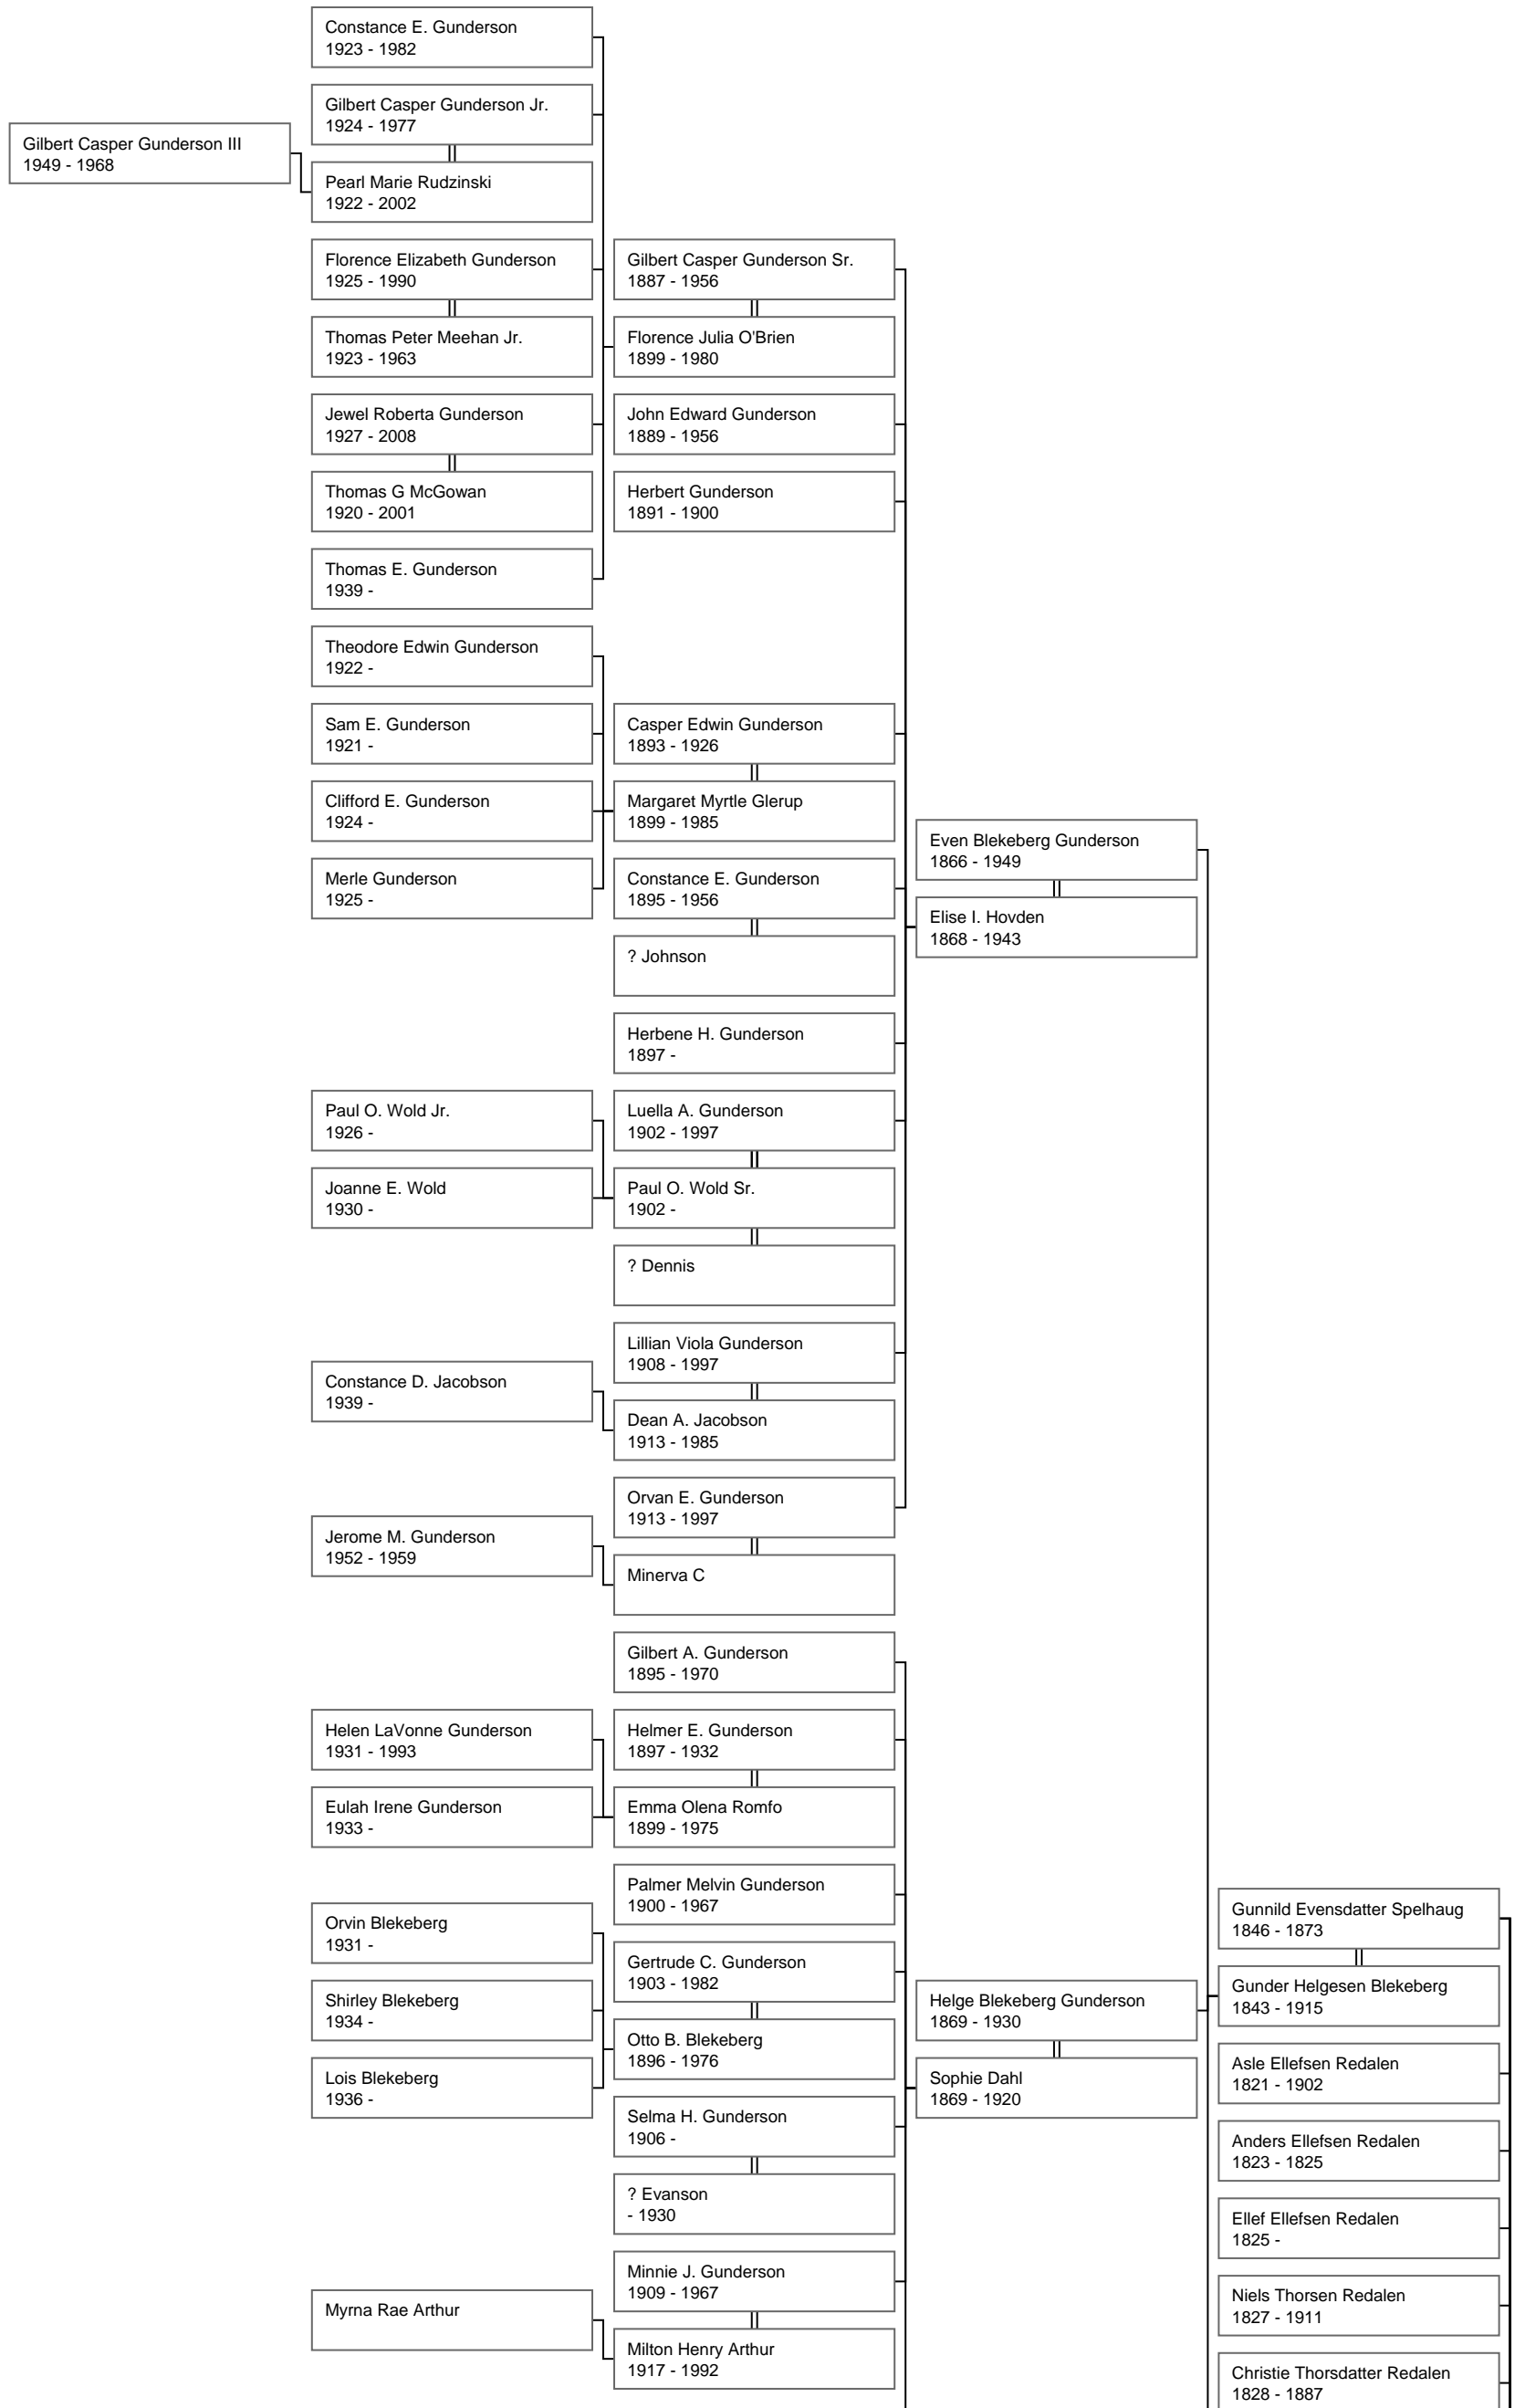 Constance E. Gunderson
1923 - 1982
Gilbert Casper Gunderson Jr.
1924 - 1977
Gilbert Casper Gunderson III
1949 - 1968
Pearl Marie Rudzinski
1922 - 2002
Florence Elizabeth Gunderson
1925 - 1990
Gilbert Casper Gunderson Sr.
1887 - 1956
Thomas Peter Meehan Jr.
1923 - 1963
Florence Julia O'Brien
1899 - 1980
Jewel Roberta Gunderson
1927 - 2008
John Edward Gunderson
1889 - 1956
Thomas G McGowan
1920 - 2001
Herbert Gunderson
1891 - 1900
Thomas E. Gunderson
1939 -
Theodore Edwin Gunderson
1922 -
Sam E. Gunderson
1921 -
Casper Edwin Gunderson
1893 - 1926
Clifford E. Gunderson
1924 -
Margaret Myrtle Glerup
1899 - 1985
Even Blekeberg Gunderson
1866 - 1949
Merle Gunderson
1925 -
Constance E. Gunderson
1895 - 1956
Elise I. Hovden
1868 - 1943
? Johnson
Herbene H. Gunderson
1897 -
Paul O. Wold Jr.
1926 -
Luella A. Gunderson
1902 - 1997
Joanne E. Wold
1930 -
Paul O. Wold Sr.
1902 -
? Dennis
Lillian Viola Gunderson
1908 - 1997
Constance D. Jacobson
1939 -
Dean A. Jacobson
1913 - 1985
Orvan E. Gunderson
1913 - 1997
Jerome M. Gunderson
1952 - 1959
Minerva C
Gilbert A. Gunderson
1895 - 1970
Helen LaVonne Gunderson
1931 - 1993
Helmer E. Gunderson
1897 - 1932
Eulah Irene Gunderson
1933 -
Emma Olena Romfo
1899 - 1975
Palmer Melvin Gunderson
1900 - 1967
Gunnild Evensdatter Spelhaug
1846 - 1873
Orvin Blekeberg
1931 -
Gertrude C. Gunderson
1903 - 1982
Gunder Helgesen Blekeberg
1843 - 1915
Shirley Blekeberg
1934 -
Helge Blekeberg Gunderson
1869 - 1930
Otto B. Blekeberg
1896 - 1976
Asle Ellefsen Redalen
1821 - 1902
Lois Blekeberg
1936 -
Sophie Dahl
1869 - 1920
Selma H. Gunderson
1906 -
Anders Ellefsen Redalen
1823 - 1825
? Evanson
- 1930
Ellef Ellefsen Redalen
1825 -
Minnie J. Gunderson
1909 - 1967
Niels Thorsen Redalen
1827 - 1911
Myrna Rae Arthur
Milton Henry Arthur
1917 - 1992
Christie Thorsdatter Redalen
1828 - 1887